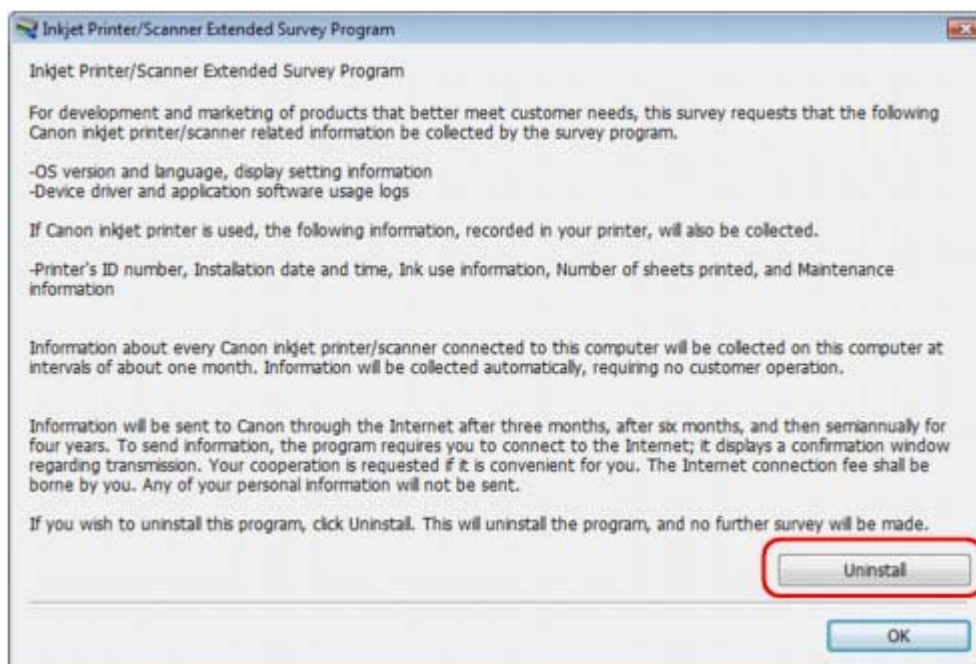 Inkjet Printer/Scanner Extended Survey Program
Inkjet Printer/Scanner Extended Survey Program
For development and marketing of products that better meet customer needs, this survey requests that the following
Canon inkjet printer/scanner related information be collected by the survey program.
-OS version and language, display setting information
-Device driver and application software usage logs
If Canon inkjet printer is used, the following information, recorded in your printer, will also be collected.
-Printer's ID number, Installation date and time, Ink use information, Number of sheets printed, and Maintenance
information
Information about every Canon inkjet printer/scanner connected to this computer will be collected on this computer at
intervals of about one month. Information will be collected automatically, requiring no customer operation.
Information will be sent to Canon through the Internet after three months, after six months, and then semiannually for
four years. To send information, the program requires you to connect to the Internet; it displays a confirmation window
regarding transmission. Your cooperation is requested if it is convenient for you. The Internet connection fee shall be
borne by you. Any of your personal information will not be sent.
If you wish to uninstall this program, click Uninstall. This will uninstall the program, and no further survey will be made.
Uninstall
OK